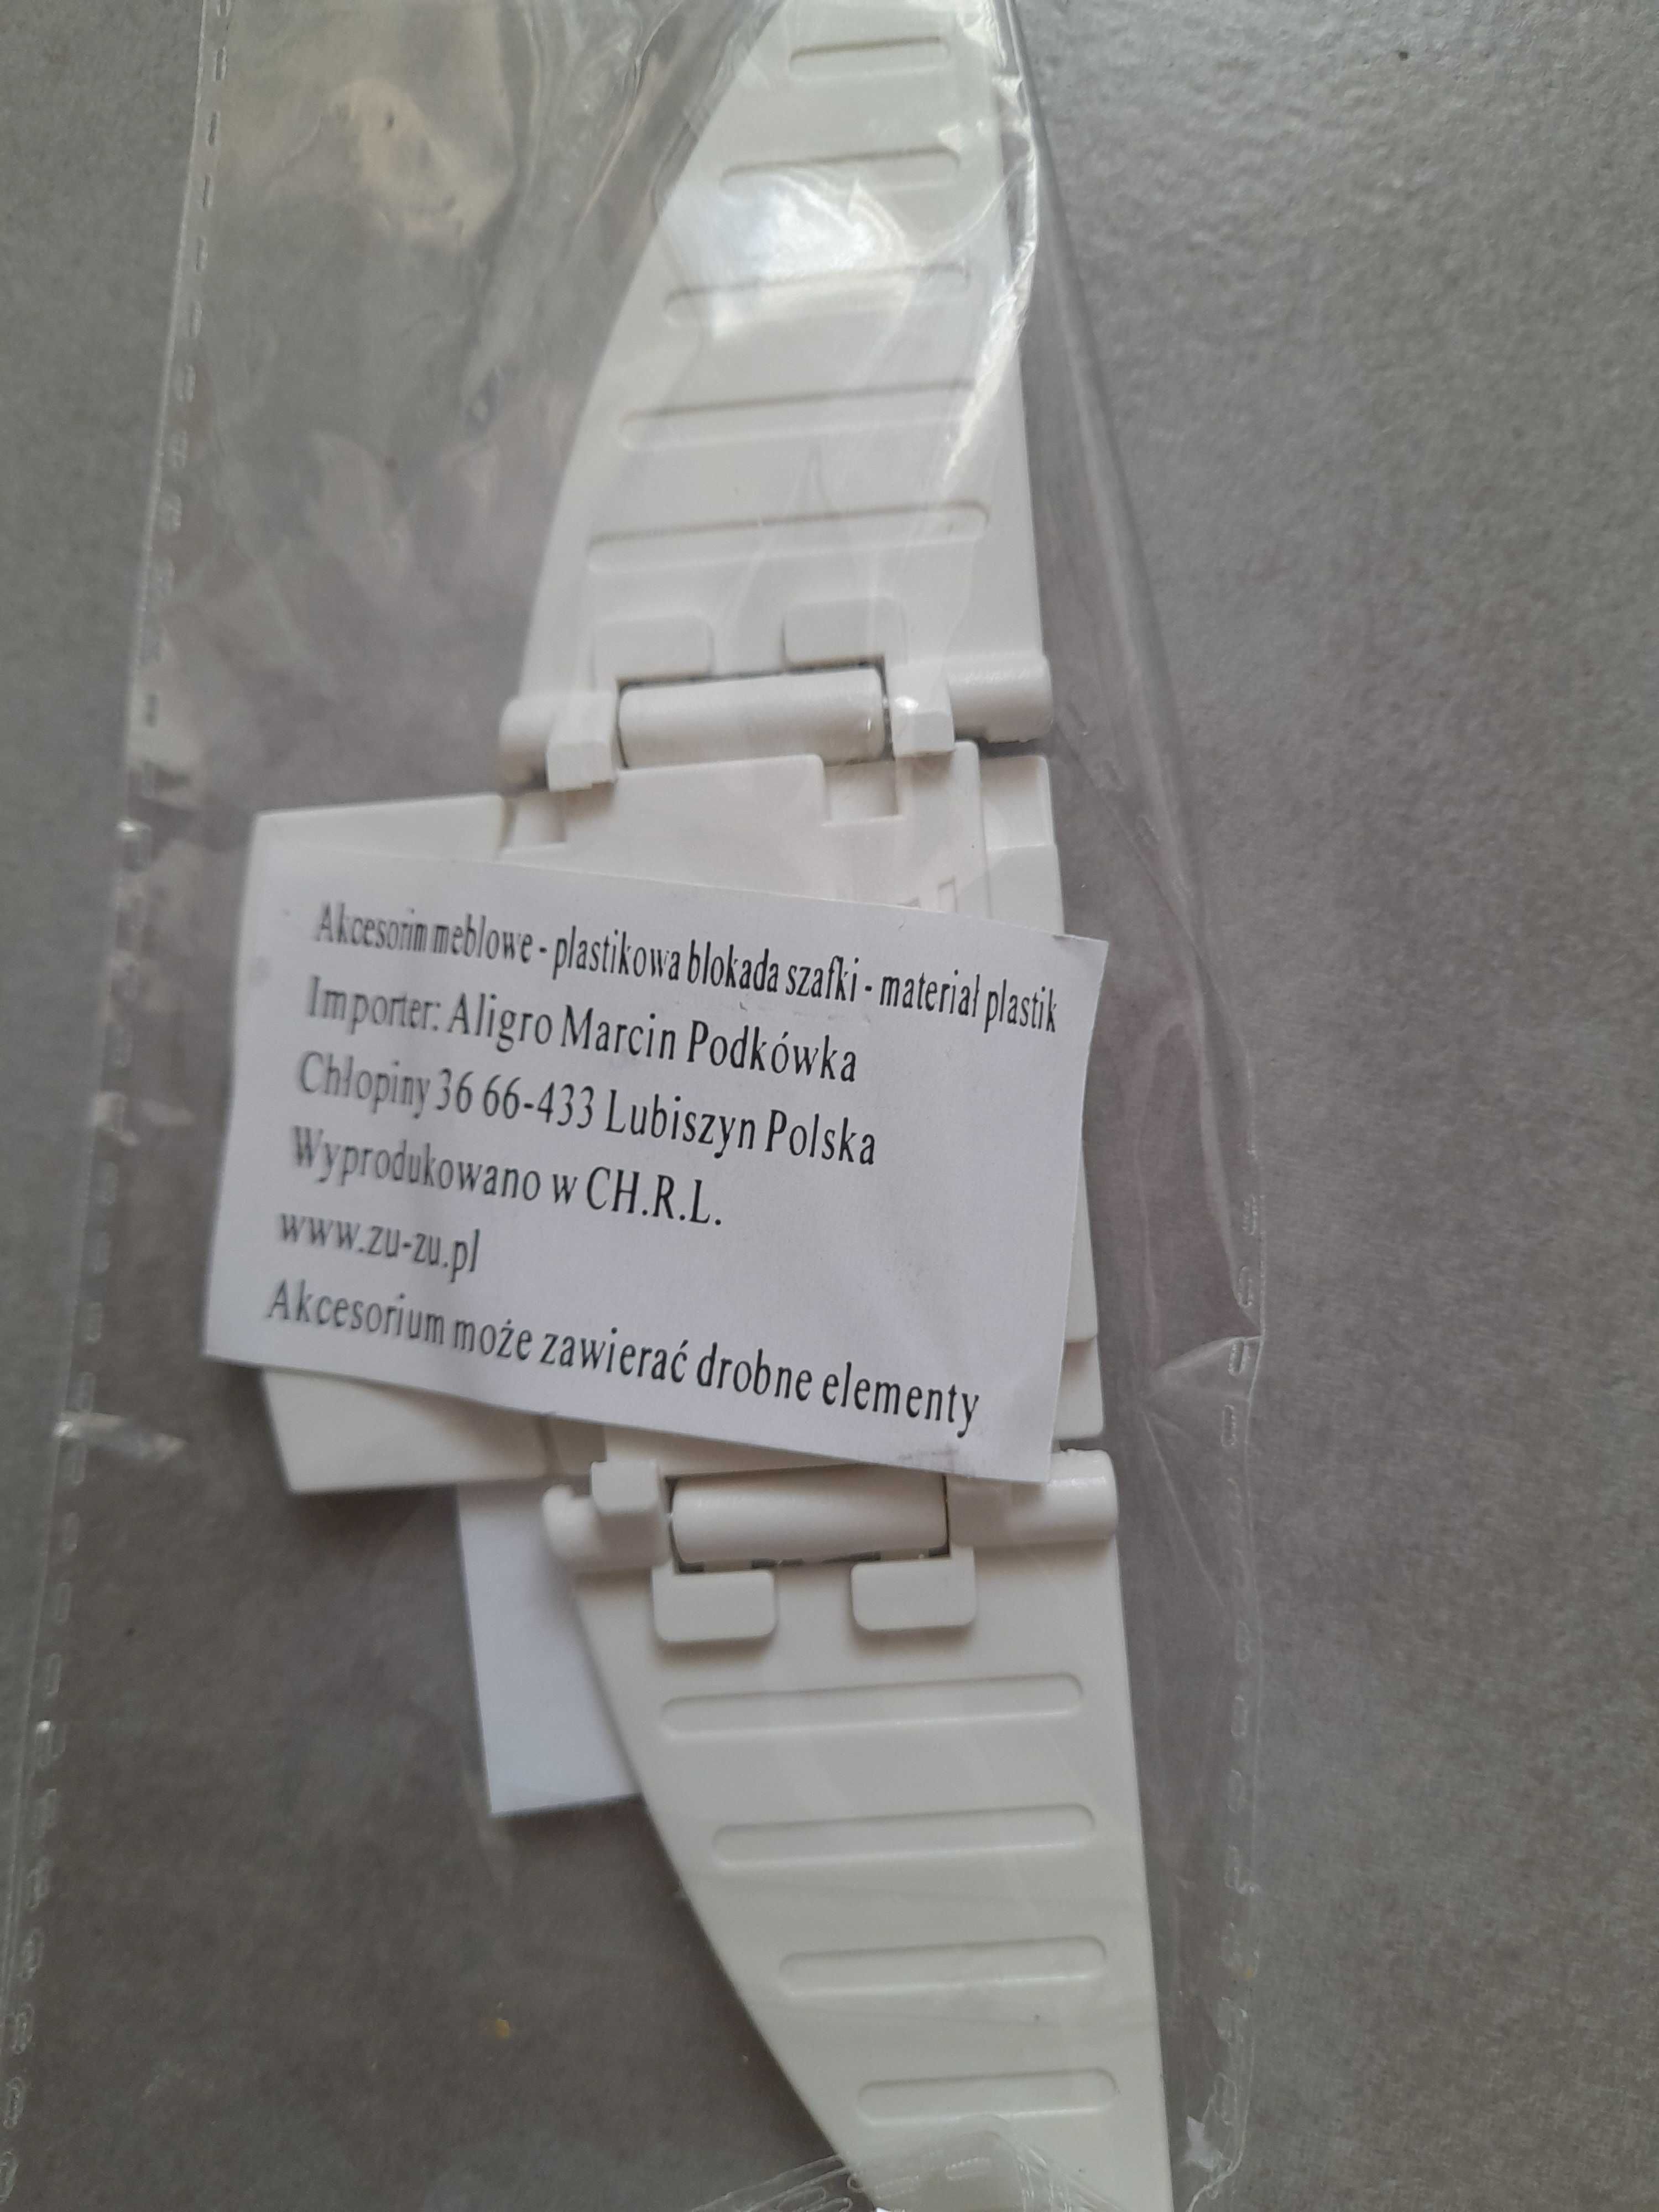 Akcesorim meblowe - plastikowa blokada szafki - materiał plastik
Importer: Aligro Marcin Podkówka
Chłopiny 36 66-433 Lubiszyn Polska
Wyprodukowano w CH.R.L.
www.zu-zu.pl
Akcesorium może zawierać drobne elementy